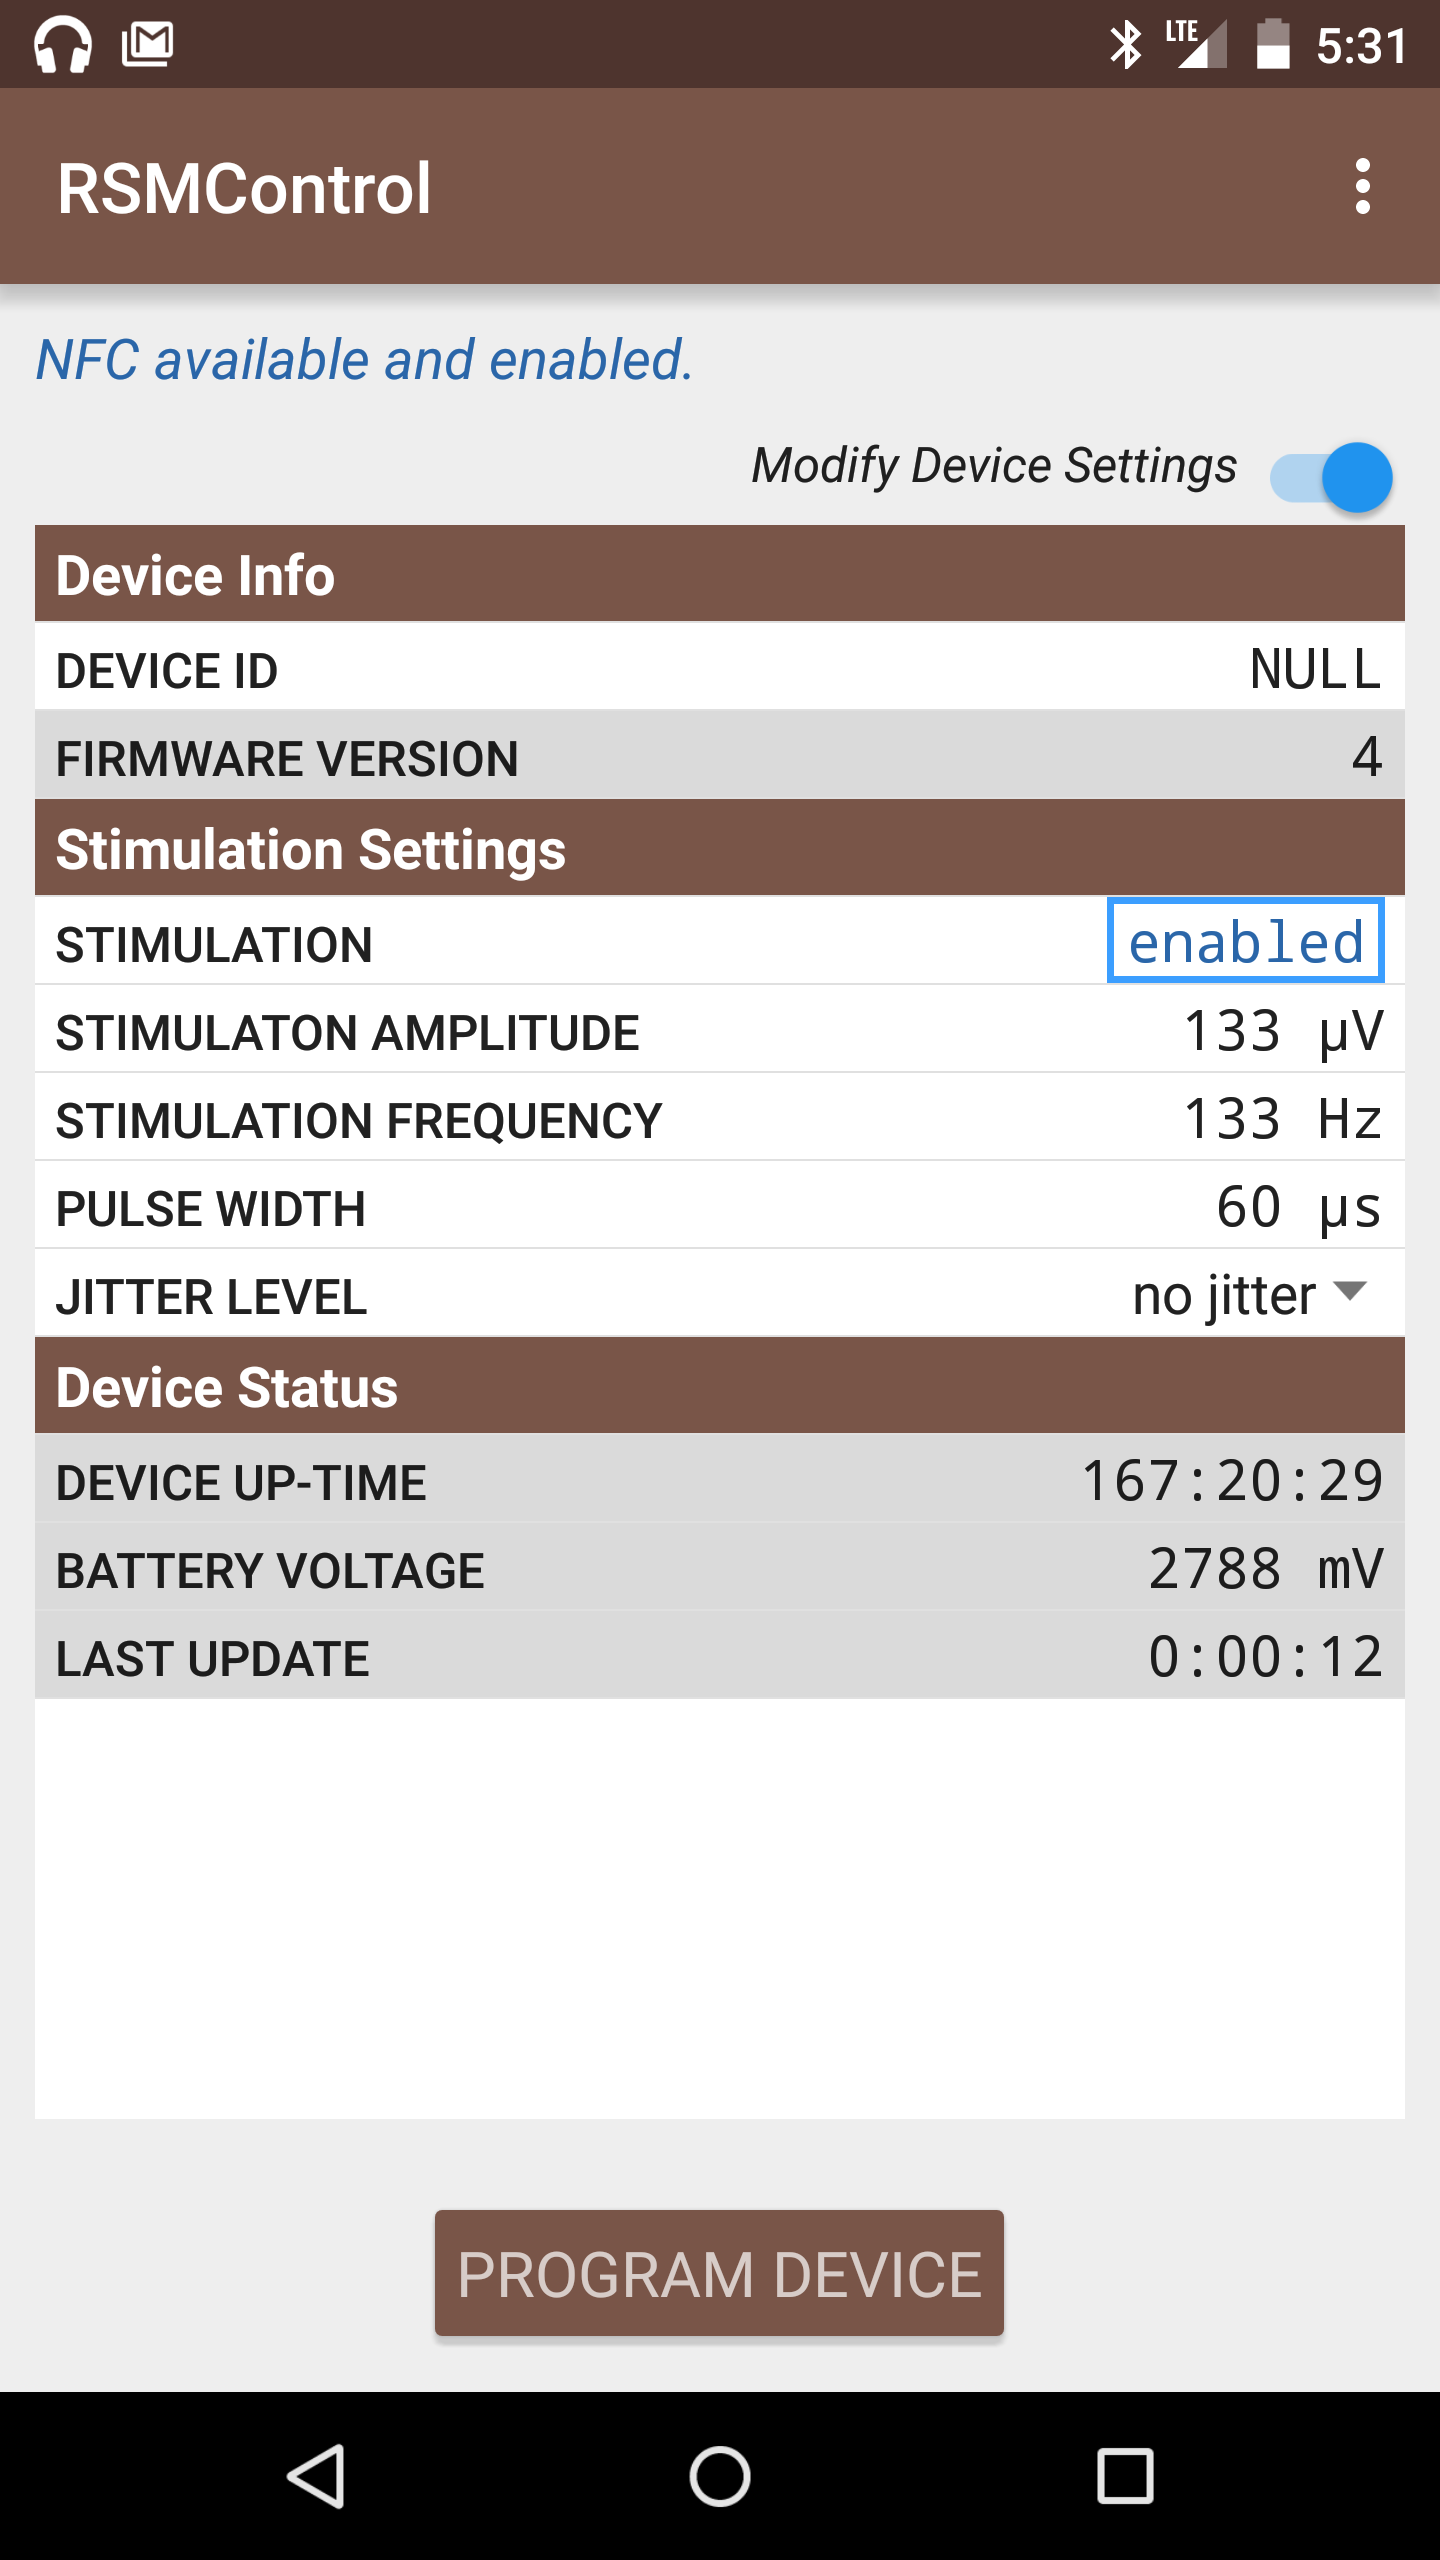 LTE 5:31
RSMControl
NFC available and enabled.
Modify Device Settings
Device Info
DEVICE ID NULL
FIRMWARE VERSION 4
Stimulation Settings
STIMULATION enabled
STIMULATON AMPLITUDE 133 µV
STIMULATION FREQUENCY 133 Hz
PULSE WIDTH 60 µs
JITTER LEVEL no jitter
Device Status
DEVICE UP-TIME 167:20:29
BATTERY VOLTAGE 2788 mV
LAST UPDATE 0:00:12
PROGRAM DEVICE